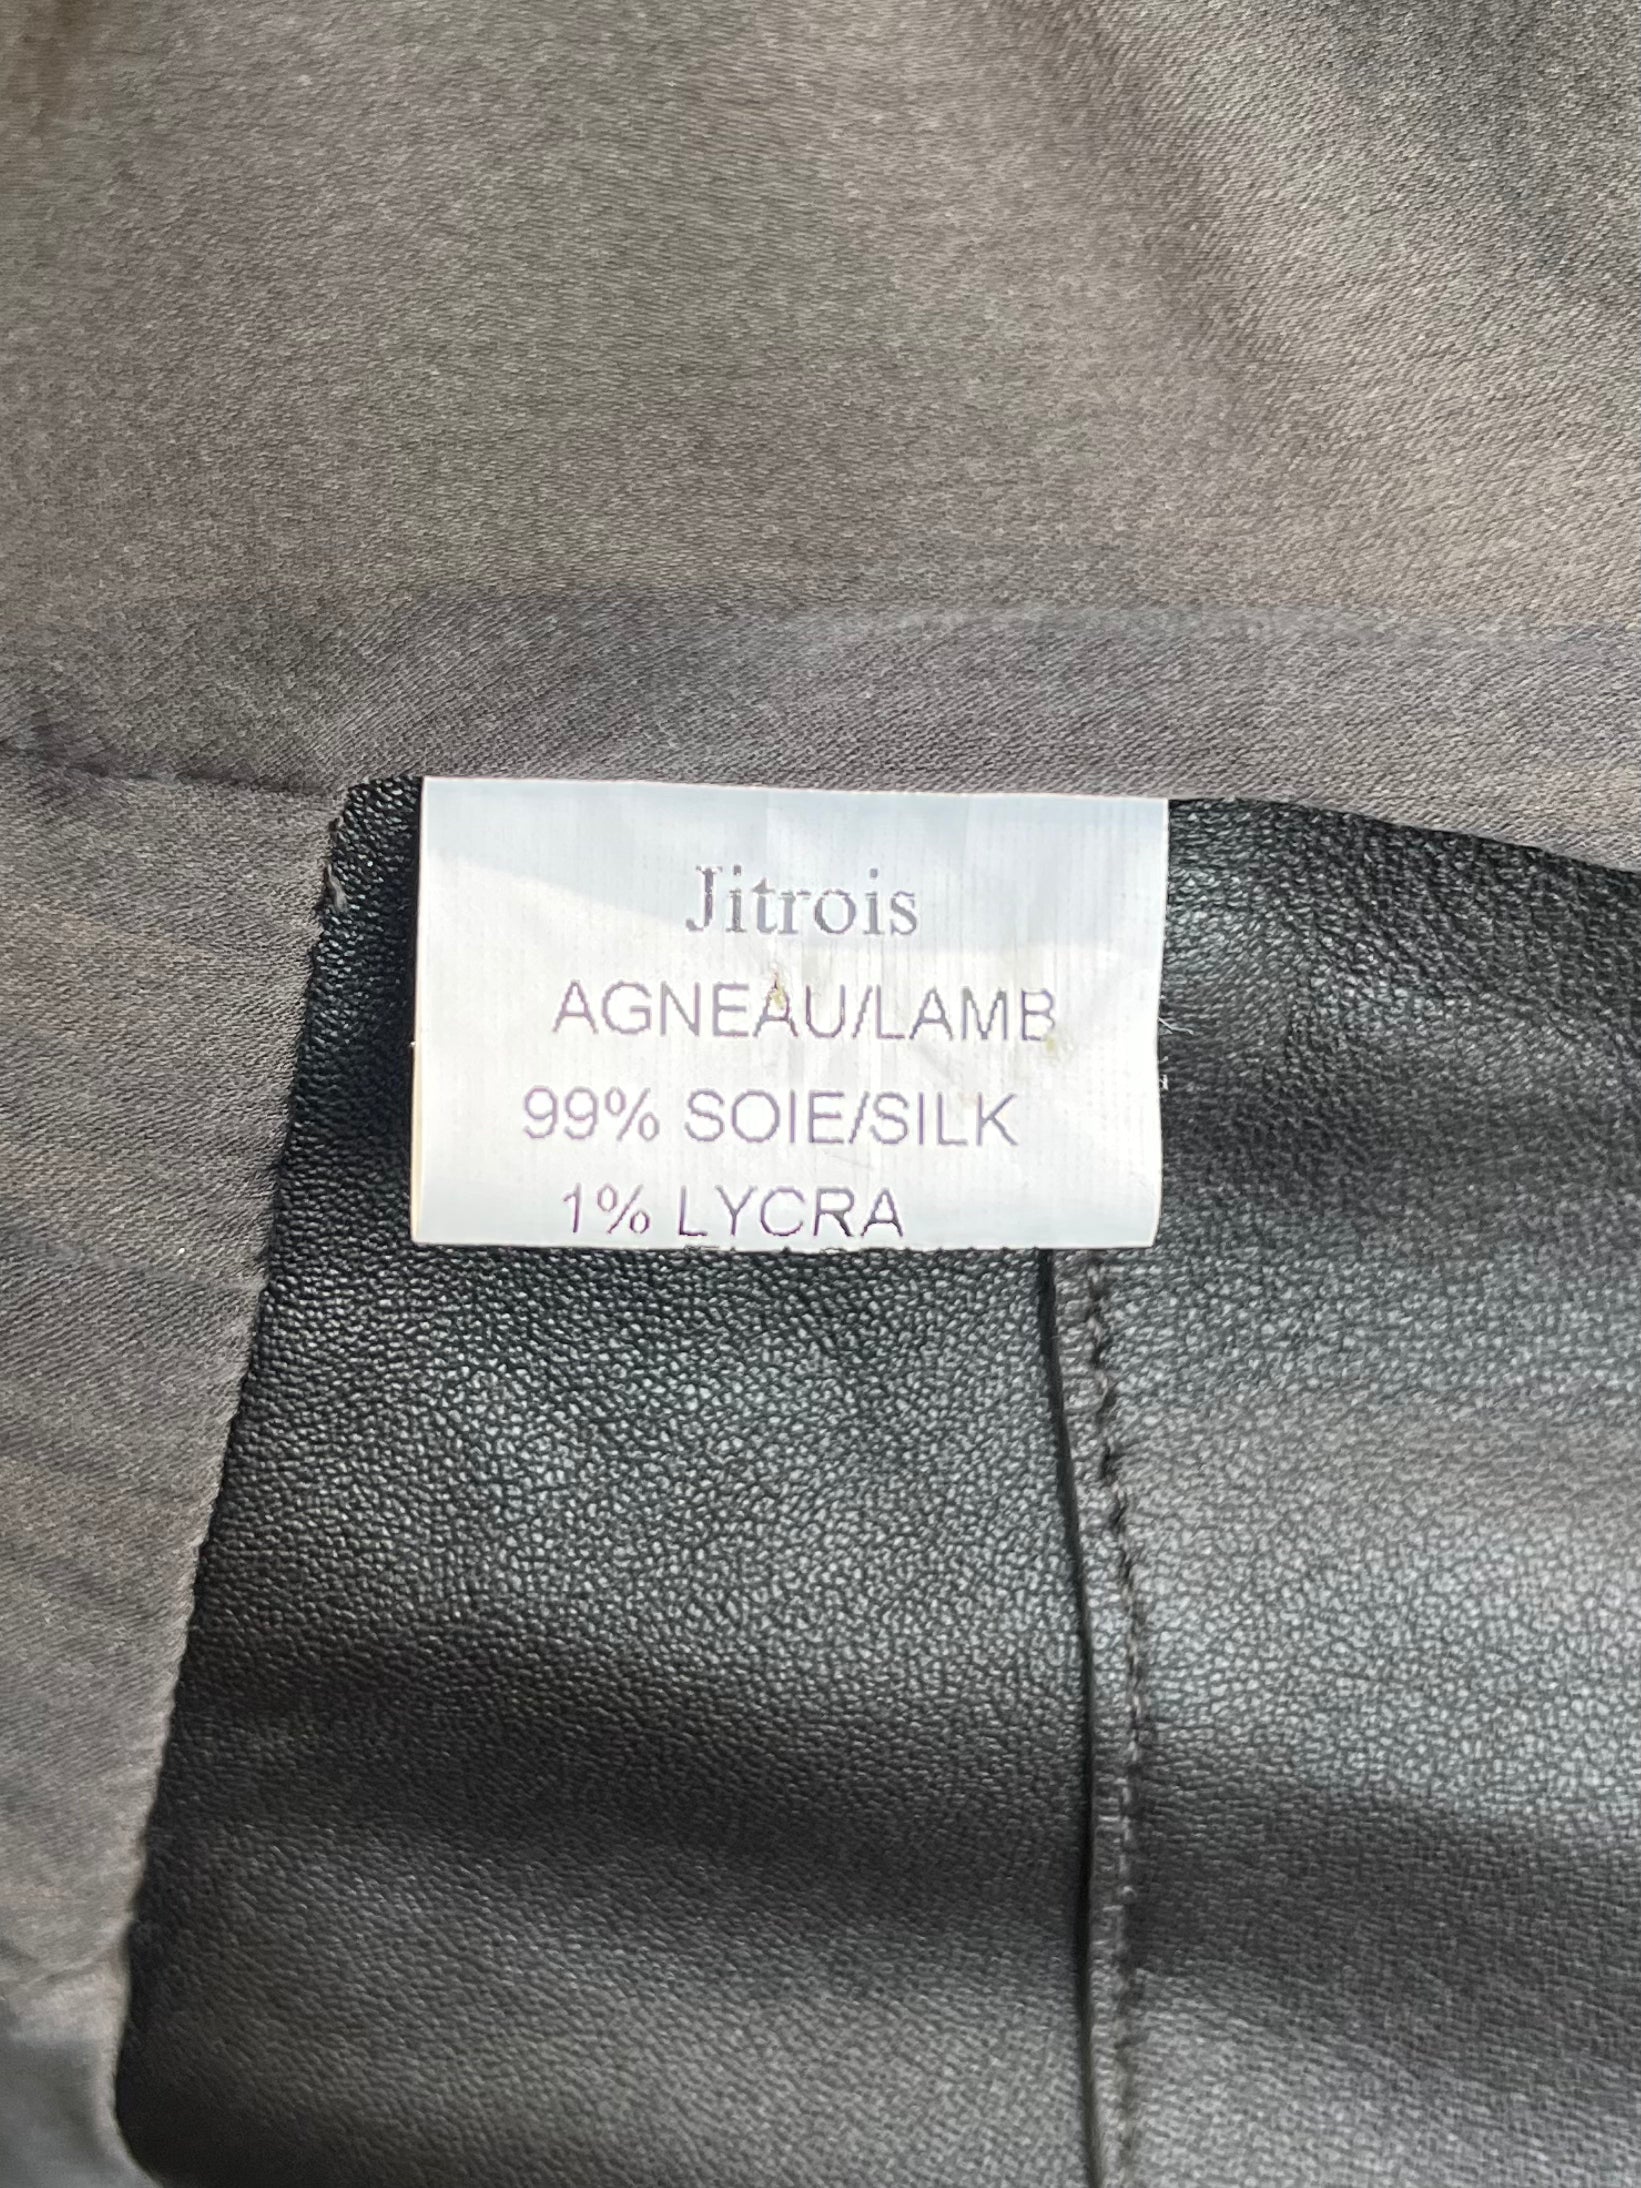 Jitrois
AGNEAU/LAMB
99% SOIE/SILK
1% LYCRA